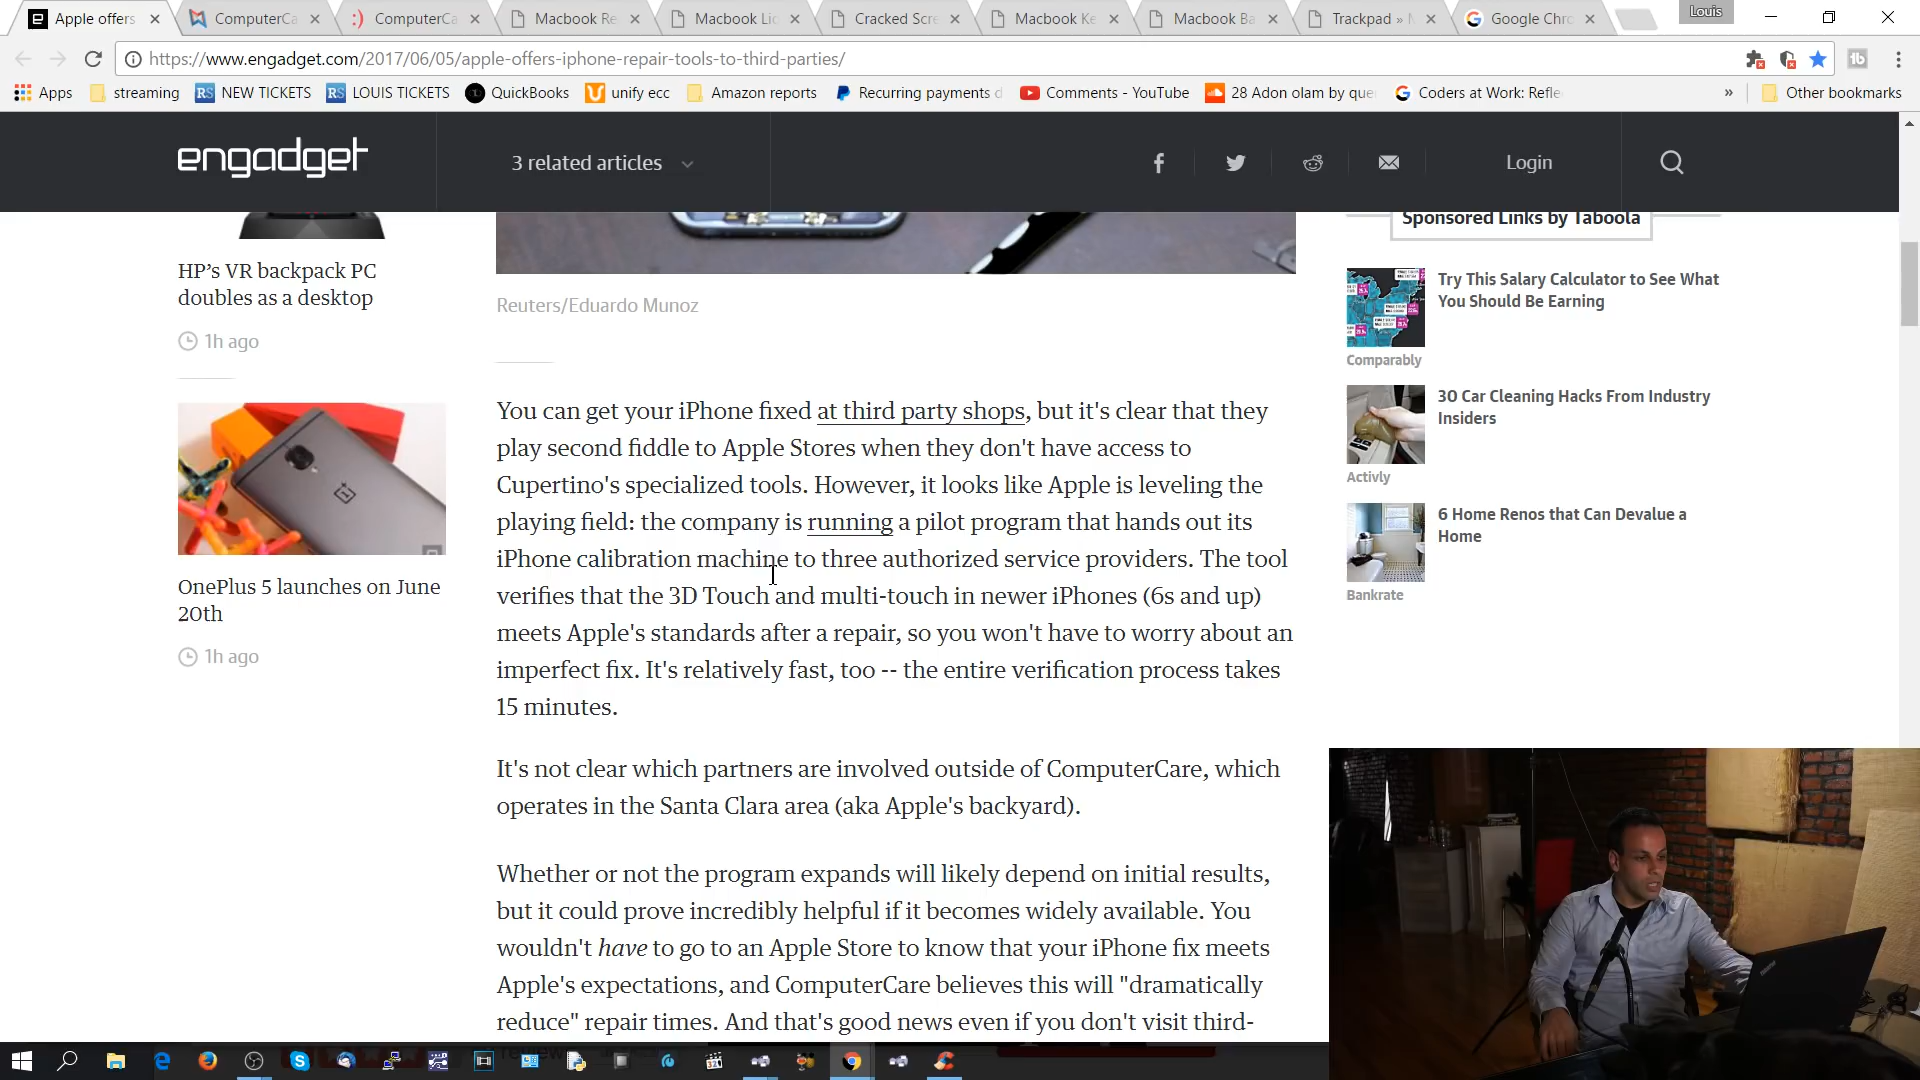 Apple offers
ComputerCa
ComputerCa
Macbook Re
Macbook Lic
Cracked Scre
Macbook Ke
Macbook Ba
Trackpad » M
Google Chro
Louis
https://www.engadget.com/2017/06/05/apple-offers-iphone-repair-tools-to-third-parties/
Apps
streaming
RS NEW TICKETS
RS LOUIS TICKETS
QuickBooks
unify ecc
Amazon reports
Recurring payments d
Comments - YouTube
28 Adon olam by que
Coders at Work: Refle
»
Other bookmarks
engadget
3 related articles
Login
HP's VR backpack PC
doubles as a desktop
1h ago
OnePlus 5 launches on June
20th
1h ago
Reuters/Eduardo Munoz
You can get your iPhone fixed at third party shops, but it's clear that they
play second fiddle to Apple Stores when they don't have access to
Cupertino's specialized tools. However, it looks like Apple is leveling the
playing field: the company is running a pilot program that hands out its
iPhone calibration machine to three authorized service providers. The tool
verifies that the 3D Touch and multi-touch in newer iPhones (6s and up)
meets Apple's standards after a repair, so you won't have to worry about an
imperfect fix. It's relatively fast, too -- the entire verification process takes
15 minutes.
It's not clear which partners are involved outside of ComputerCare, which
operates in the Santa Clara area (aka Apple's backyard).
Whether or not the program expands will likely depend on initial results,
but it could prove incredibly helpful if it becomes widely available. You
wouldn't have to go to an Apple Store to know that your iPhone fix meets
Apple's expectations, and ComputerCare believes this will "dramatically
reduce" repair times. And that's good news even if you don't visit third-
Sponsored Links by Taboola
Try This Salary Calculator to See What
You Should Be Earning
Comparably
30 Car Cleaning Hacks From Industry
Insiders
Activly
6 Home Renos that Can Devalue a
Home
Bankrate